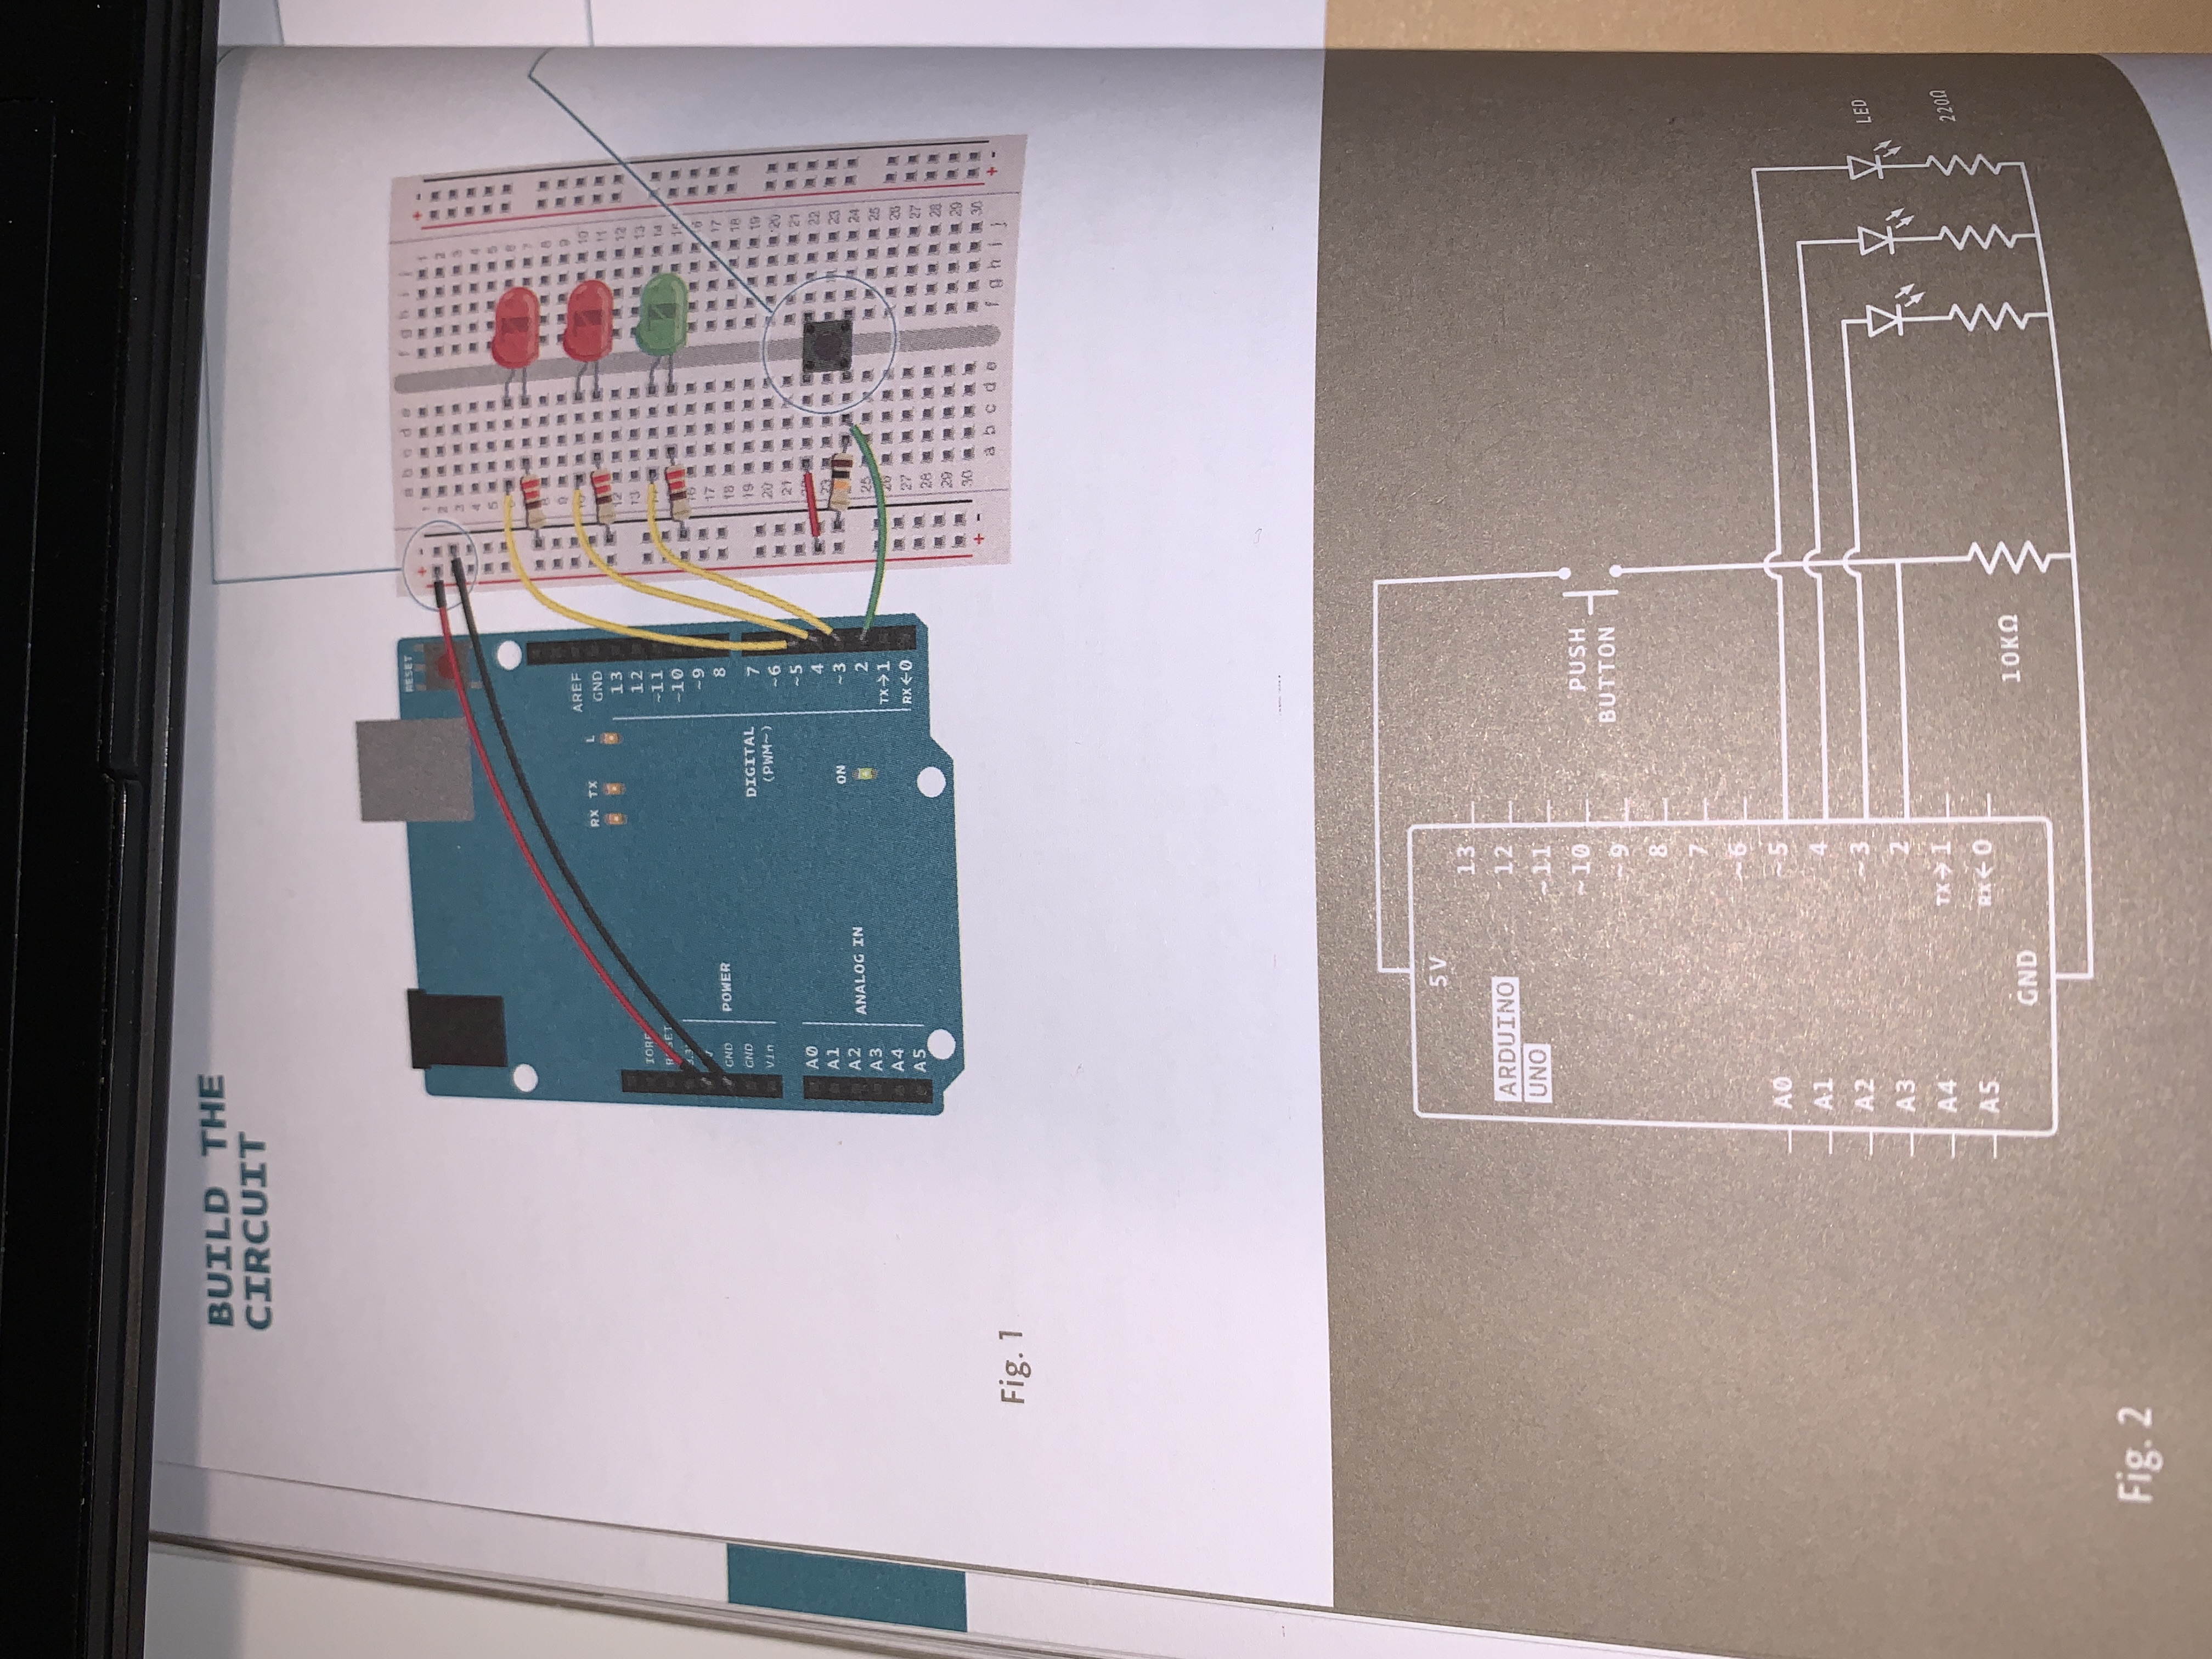 BUILD THE
CIRCUIT
RESET
AREF
GND
13
12
~11
~10
~9
8
7
~6
~5
4
~3
2
TX→1
RX←0
RX TX L
DIGITAL
(PWM~)
ON
GND
GND
Vin
POWER
A0
A1
A2
A3
A4
A5
ANALOG IN
+ -
a b c d e
f g h i j
+ -
+ -
a b c d e
f g h i j
+ -
Fig. 1
5V
ARDUINO
UNO
13
12
~11
~10
~9
8
7
~6
~5
4
~3
2
TX→1
RX←0
A0
A1
A2
A3
A4
A5
GND
PUSH
BUTTON
10KΩ
LED
220Ω
Fig. 2